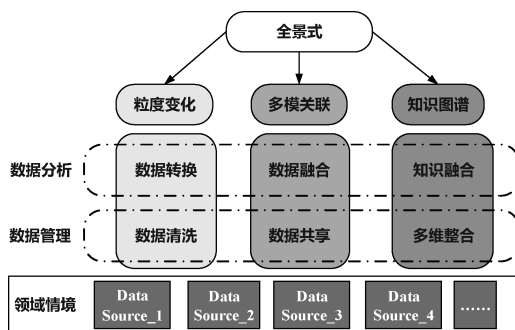 全景式
粒度变化 多模关联 知识图谱
数据分析 数据转换 数据融合 知识融合
数据管理 数据清洗 数据共享 多维整合
领域情境 Data Source_1 Data Source_2 Data Source_3 Data Source_4 ……